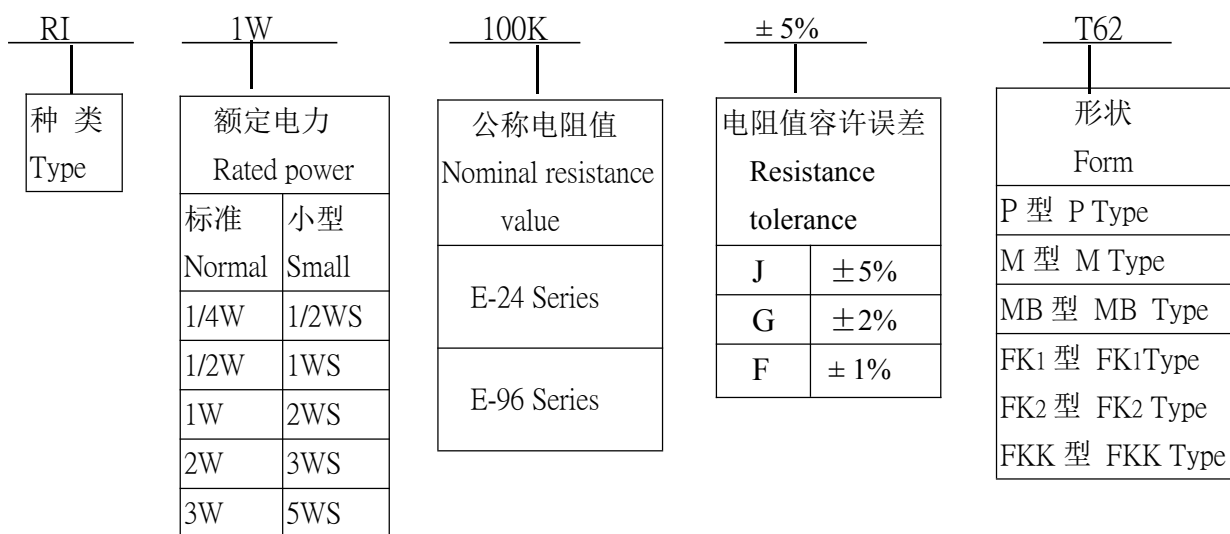 RI 1W 100K ± 5% T62
种 类
Type
额定电力
Rated power
标准 小型
Normal Small
1/4W 1/2WS
1/2W 1WS
1W 2WS
2W 3WS
3W 5WS
公称电阻值
Nominal resistance
value
E-24 Series
E-96 Series
电阻值容许误差
Resistance
tolerance
J ±5%
G ±2%
F ± 1%
形状
Form
P 型 P Type
M 型 M Type
MB 型 MB Type
FK1 型 FK1Type
FK2 型 FK2 Type
FKK 型 FKK Type